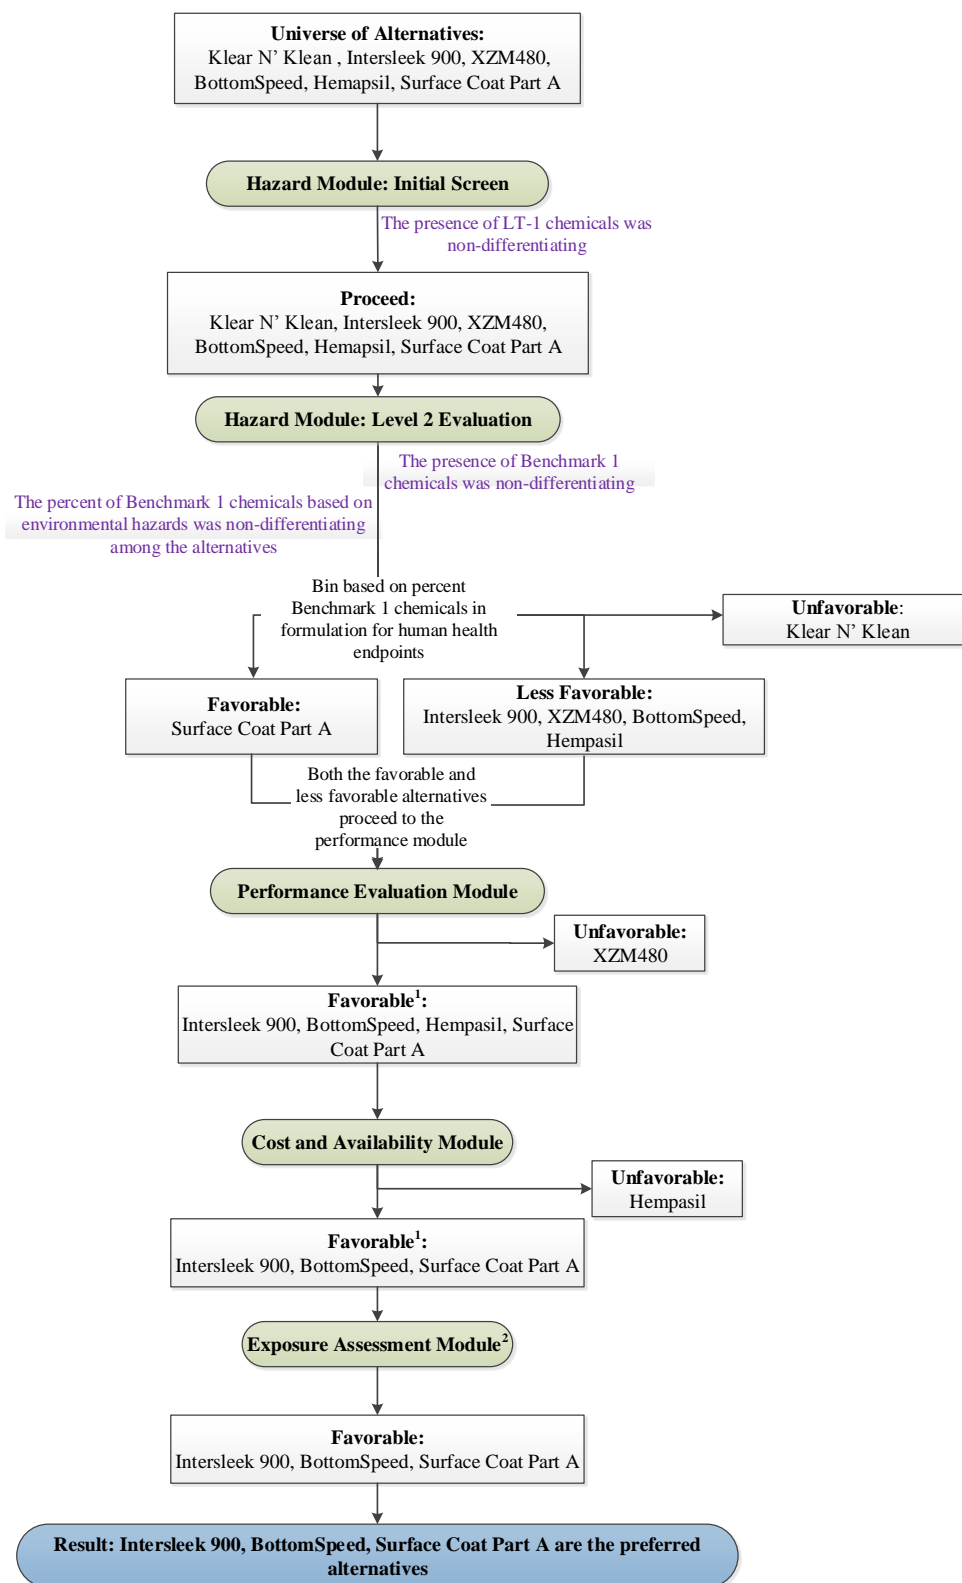 Universe of Alternatives:
Klear N’ Klean , Intersleek 900, XZM480,
BottomSpeed, Hemapsil, Surface Coat Part A
Hazard Module: Initial Screen
The presence of LT-1 chemicals was
non-differentiating
Proceed:
Klear N’ Klean, Intersleek 900, XZM480,
BottomSpeed, Hemapsil, Surface Coat Part A
Hazard Module: Level 2 Evaluation
The presence of Benchmark 1
chemicals was non-differentiating
The percent of Benchmark 1 chemicals based on
environmental hazards was non-differentiating
among the alternatives
Bin based on percent
Benchmark 1 chemicals in
formulation for human health
endpoints
Unfavorable:
Klear N’ Klean
Favorable:
Surface Coat Part A
Less Favorable:
Intersleek 900, XZM480, BottomSpeed,
Hempasil
Both the favorable and
less favorable alternatives
proceed to the
performance module
Performance Evaluation Module
Unfavorable:
XZM480
Favorable¹:
Intersleek 900, BottomSpeed, Hempasil, Surface
Coat Part A
Cost and Availability Module
Unfavorable:
Hempasil
Favorable¹:
Intersleek 900, BottomSpeed, Surface Coat Part A
Exposure Assessment Module²
Favorable:
Intersleek 900, BottomSpeed, Surface Coat Part A
Result: Intersleek 900, BottomSpeed, Surface Coat Part A are the preferred
alternatives